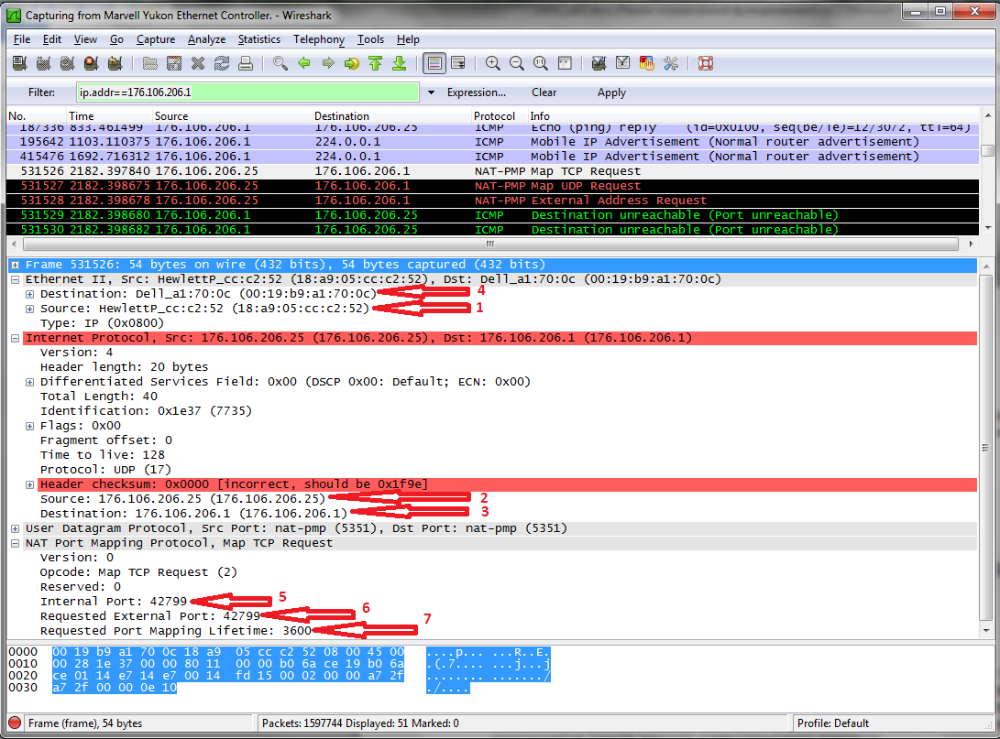 Capturing from Marvell Yukon Ethernet Controller. - Wireshark
File Edit View Go Capture Analyze Statistics Telephony Tools Help
Filter: ip.addr==176.106.206.1 Expression... Clear Apply
No. Time Source Destination Protocol Info
187336 833.461499 176.106.206.1 176.106.206.25 ICMP Echo (ping) reply (id=0x0100, seq(be/le)=12/3072, ttl=64)
195642 1103.110375 176.106.206.1 224.0.0.1 ICMP Mobile IP Advertisement (Normal router advertisement)
415476 1692.716312 176.106.206.1 224.0.0.1 ICMP Mobile IP Advertisement (Normal router advertisement)
531526 2182.397840 176.106.206.25 176.106.206.1 NAT-PMP Map TCP Request
531527 2182.398675 176.106.206.25 176.106.206.1 NAT-PMP Map UDP Request
531528 2182.398678 176.106.206.25 176.106.206.1 NAT-PMP External Address Request
531529 2182.398680 176.106.206.1 176.106.206.25 ICMP Destination unreachable (Port unreachable)
531530 2182.398682 176.106.206.1 176.106.206.25 ICMP Destination unreachable (Port unreachable)
Frame 531526: 54 bytes on wire (432 bits), 54 bytes captured (432 bits)
Ethernet II, Src: HewlettP_cc:c2:52 (18:a9:05:cc:c2:52), Dst: Dell_a1:70:0c (00:19:b9:a1:70:0c)
Destination: Dell_a1:70:0c (00:19:b9:a1:70:0c) 4
Source: HewlettP_cc:c2:52 (18:a9:05:cc:c2:52) 1
Type: IP (0x0800)
Internet Protocol, Src: 176.106.206.25 (176.106.206.25), Dst: 176.106.206.1 (176.106.206.1)
Version: 4
Header length: 20 bytes
Differentiated Services Field: 0x00 (DSCP 0x00: Default; ECN: 0x00)
Total Length: 40
Identification: 0x1e37 (7735)
Flags: 0x00
Fragment offset: 0
Time to live: 128
Protocol: UDP (17)
Header checksum: 0x0000 [incorrect, should be 0x1f9e]
Source: 176.106.206.25 (176.106.206.25) 2
Destination: 176.106.206.1 (176.106.206.1) 3
User Datagram Protocol, Src Port: nat-pmp (5351), Dst Port: nat-pmp (5351)
NAT Port Mapping Protocol, Map TCP Request
Version: 0
Opcode: Map TCP Request (2)
Reserved: 0
Internal Port: 42799 5
Requested External Port: 42799 6
Requested Port Mapping Lifetime: 3600 7
0000 00 19 b9 a1 70 0c 18 a9 05 cc c2 52 08 00 45 00 ....p... ...R..E.
0010 00 28 1e 37 00 00 80 11 00 00 b0 6a ce 19 b0 6a .(.7.... ...j...j
0020 ce 01 14 e7 14 e7 00 14 fd 15 00 02 00 00 a7 2f ........ ......./
0030 a7 2f 00 00 0e 10 ./....
Frame (frame), 54 bytes Packets: 1597744 Displayed: 51 Marked: 0 Profile: Default